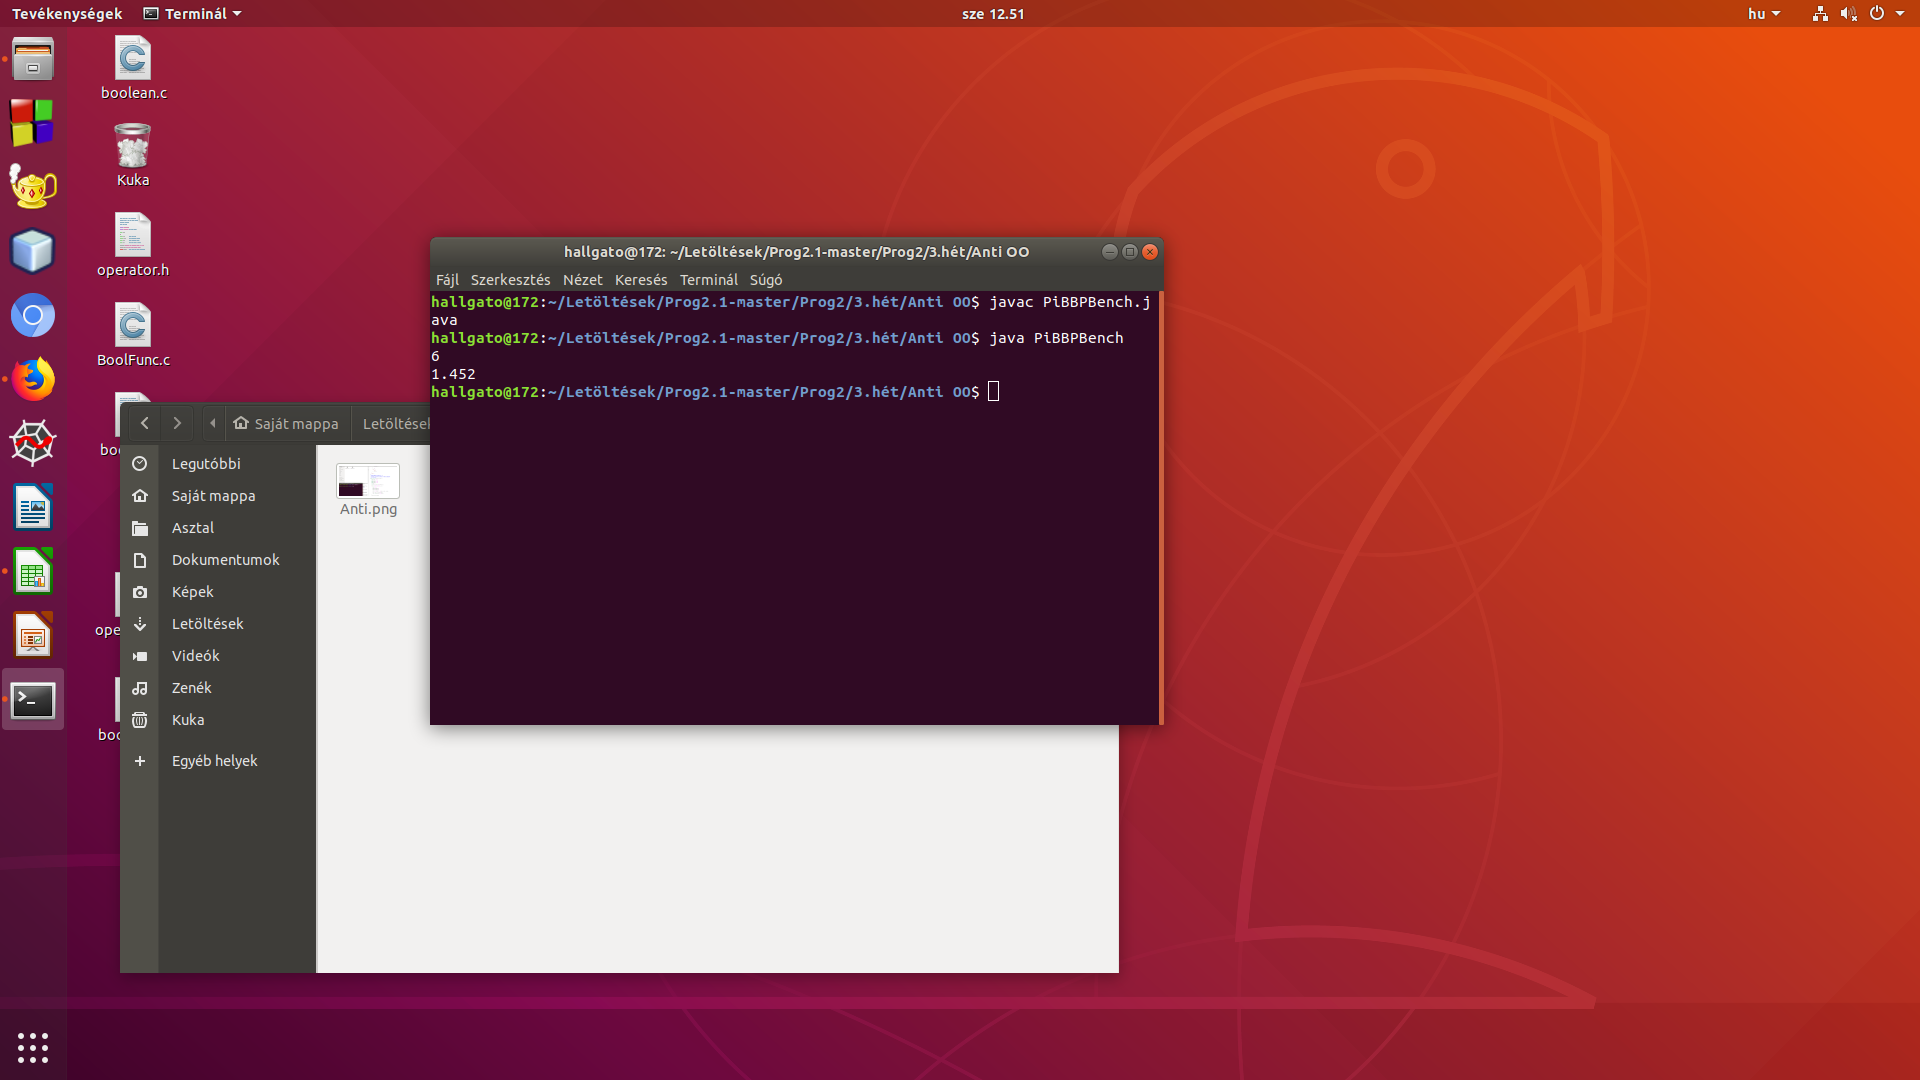 Tevékenységek
Terminál
sze 12.51
hu
boolean.c
Kuka
operator.h
BoolFunc.c
boo
ope
boo
Saját mappa
Letöltések
Legutóbbi
Saját mappa
Asztal
Dokumentumok
Képek
Letöltések
Videók
Zenék
Kuka
Egyéb helyek
Anti.png
hallgato@172: ~/Letöltések/Prog2.1-master/Prog2/3.hét/Anti OO
Fájl Szerkesztés Nézet Keresés Terminál Súgó
hallgato@172:~/Letöltések/Prog2.1-master/Prog2/3.hét/Anti OO$ javac PiBBPBench.j
ava
hallgato@172:~/Letöltések/Prog2.1-master/Prog2/3.hét/Anti OO$ java PiBBPBench
6
1.452
hallgato@172:~/Letöltések/Prog2.1-master/Prog2/3.hét/Anti OO$